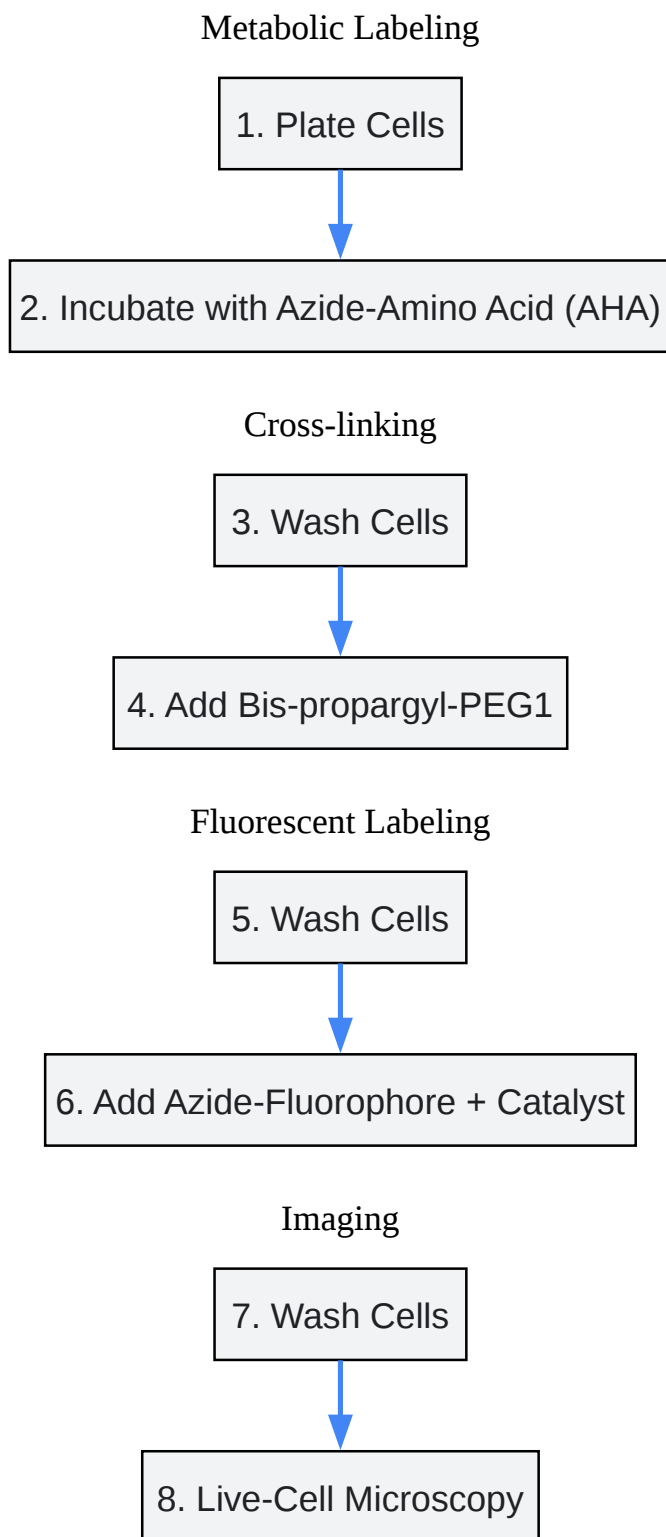 Metabolic Labeling
1. Plate Cells
2. Incubate with Azide-Amino Acid (AHA)
Cross-linking
3. Wash Cells
4. Add Bis-propargyl-PEG1
Fluorescent Labeling
5. Wash Cells
6. Add Azide-Fluorophore + Catalyst
Imaging
7. Wash Cells
8. Live-Cell Microscopy